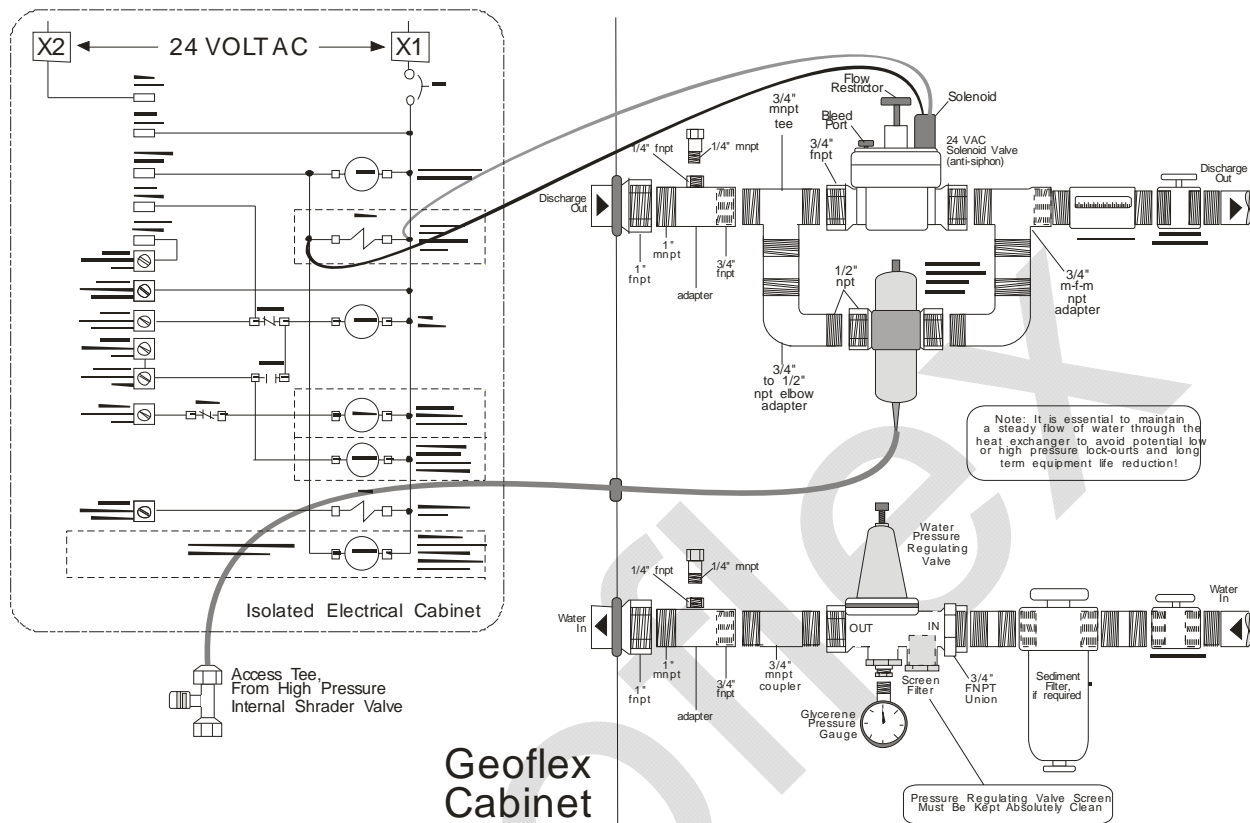 X2
24 VOLT AC
X1
Isolated Electrical Cabinet
Access Tee,
From High Pressure
Internal Shrader Valve
Geoflex
Cabinet
Flow
Restrictor
Solenoid
Bleed
Port
3/4"
mnpt
tee
3/4"
fnpt
24 VAC
Solenoid Valve
(anti-siphon)
1/4" fnpt
1/4" mnpt
Discharge
Out
Discharge
Out
1"
fnpt
1"
mnpt
adapter
3/4"
fnpt
1/2"
npt
3/4"
to 1/2"
npt elbow
adapter
3/4"
m-f-m
npt
adapter
Note: It is essential to maintain
a steady flow of water through the
heat exchanger to avoid potential low
or high pressure lock-ourts and long
term equipment life reduction!
Water
Pressure
Regulating
Valve
1/4" fnpt
1/4" mnpt
Water
In
Water
In
OUT
IN
1"
fnpt
1"
mnpt
adapter
3/4"
fnpt
3/4"
mnpt
coupler
Screen
Filter
3/4"
FNPT
Union
Sediment
Filter,
if required
Glycerene
Pressure
Gauge
Pressure Regulating Valve Screen
Must Be Kept Absolutely Clean
oflex